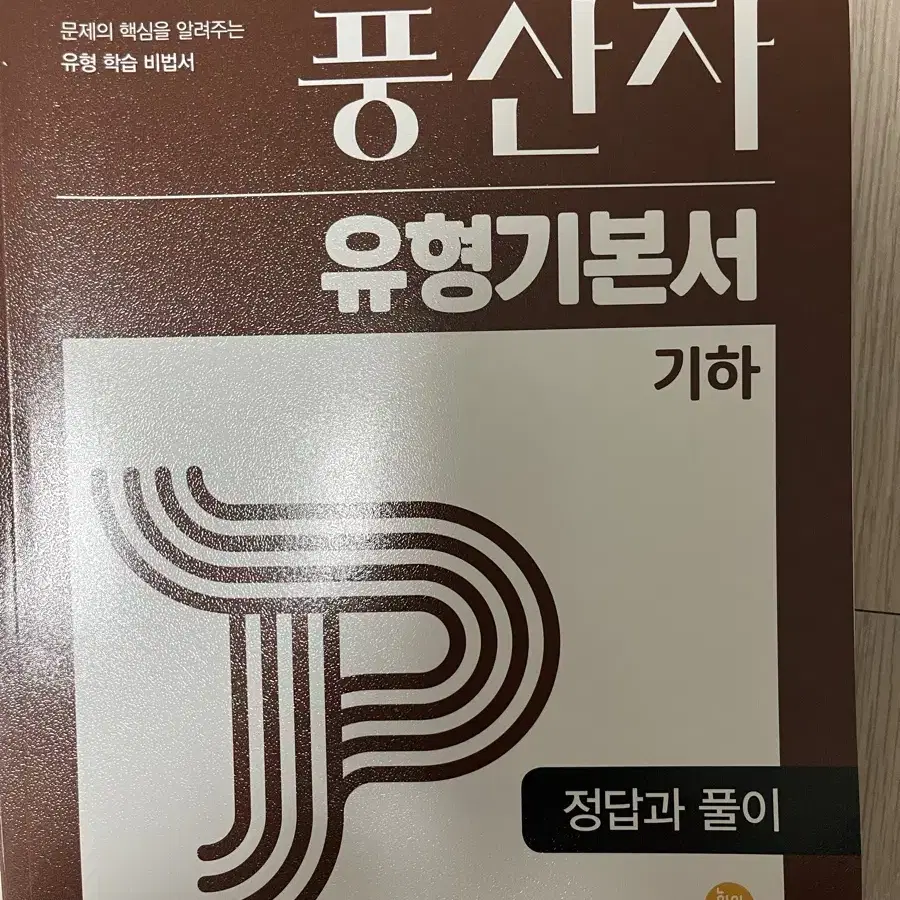 문제의 핵심을 알려주는
유형 학습 비법서
풍산자
유형기본서
기하
P
정답과 풀이